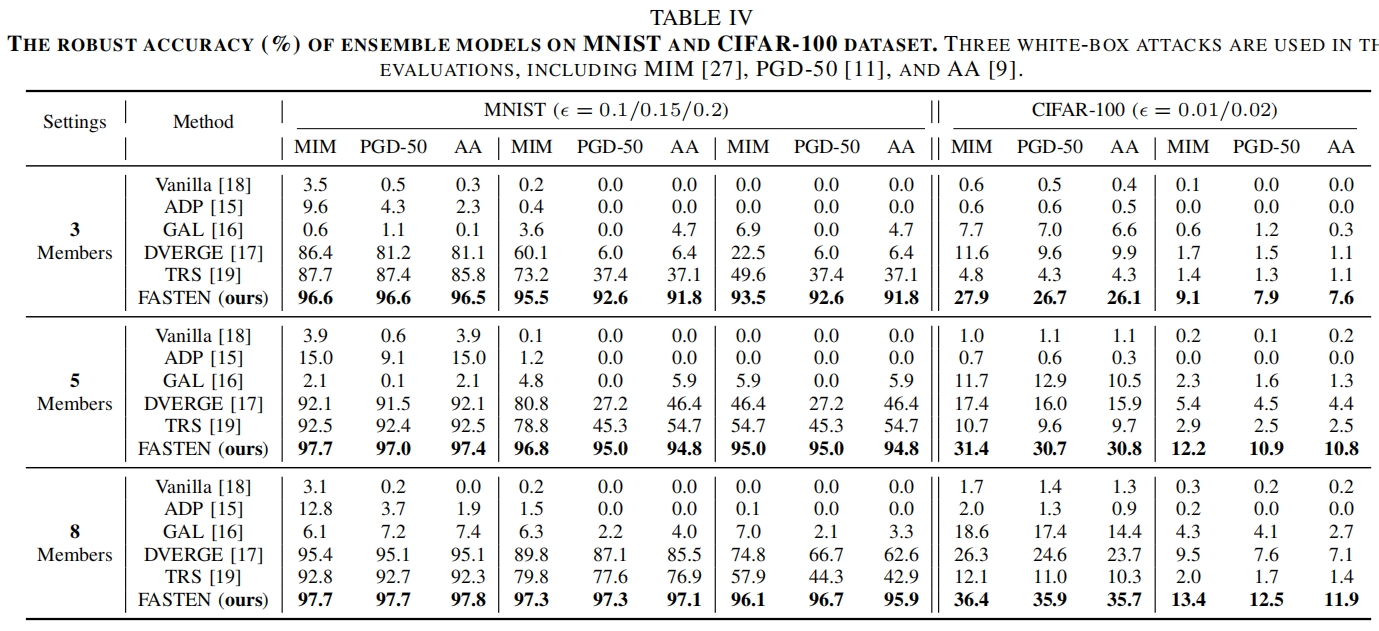 TABLE IV
THE ROBUST ACCURACY (%) OF ENSEMBLE MODELS ON MNIST AND CIFAR-100 DATASET. THREE WHITE-BOX ATTACKS ARE USED IN TH
EVALUATIONS, INCLUDING MIM [27], PGD-50 [11], AND AA [9].
Settings Method MNIST (ϵ = 0.1/0.15/0.2) CIFAR-100 (ϵ = 0.01/0.02)
MIM PGD-50 AA MIM PGD-50 AA MIM PGD-50 AA MIM PGD-50 AA MIM PGD-50 AA
Vanilla [18] 3.5 0.5 0.3 0.2 0.0 0.0 0.0 0.0 0.0 0.6 0.5 0.4 0.1 0.0 0.0
ADP [15] 9.6 4.3 2.3 0.4 0.0 0.0 0.0 0.0 0.0 0.6 0.6 0.5 0.0 0.0 0.0
3 GAL [16] 0.6 1.1 0.1 3.6 0.0 4.7 6.9 0.0 4.7 7.7 7.0 6.6 0.6 1.2 0.3
Members DVERGE [17] 86.4 81.2 81.1 60.1 6.0 6.4 22.5 6.0 6.4 11.6 9.6 9.9 1.7 1.5 1.1
TRS [19] 87.7 87.4 85.8 73.2 37.4 37.1 49.6 37.4 37.1 4.8 4.3 4.3 1.4 1.3 1.1
FASTEN (ours) 96.6 96.6 96.5 95.5 92.6 91.8 93.5 92.6 91.8 27.9 26.7 26.1 9.1 7.9 7.6
Vanilla [18] 3.9 0.6 3.9 0.1 0.0 0.0 0.0 0.0 0.0 1.0 1.1 1.1 0.2 0.1 0.2
ADP [15] 15.0 9.1 15.0 1.2 0.0 0.0 0.0 0.0 0.0 0.7 0.6 0.3 0.0 0.0 0.0
5 GAL [16] 2.1 0.1 2.1 4.8 0.0 5.9 5.9 0.0 5.9 11.7 12.9 10.5 2.3 1.6 1.3
Members DVERGE [17] 92.1 91.5 92.1 80.8 27.2 46.4 46.4 27.2 46.4 17.4 16.0 15.9 5.4 4.5 4.4
TRS [19] 92.5 92.4 92.5 78.8 45.3 54.7 54.7 45.3 54.7 10.7 9.6 9.7 2.9 2.5 2.5
FASTEN (ours) 97.7 97.0 97.4 96.8 95.0 94.8 95.0 95.0 94.8 31.4 30.7 30.8 12.2 10.9 10.8
Vanilla [18] 3.1 0.2 0.0 0.2 0.0 0.0 0.0 0.0 0.0 1.7 1.4 1.3 0.3 0.2 0.2
ADP [15] 12.8 3.7 1.9 1.5 0.0 0.0 0.1 0.0 0.0 2.0 1.3 0.9 0.2 0.0 0.0
8 GAL [16] 6.1 7.2 7.4 6.3 2.2 4.0 7.0 2.1 3.3 18.6 17.4 14.4 4.3 4.1 2.7
Members DVERGE [17] 95.4 95.1 95.1 89.8 87.1 85.5 74.8 66.7 62.6 26.3 24.6 23.7 9.5 7.6 7.1
TRS [19] 92.8 92.7 92.3 79.8 77.6 76.9 57.9 44.3 42.9 12.1 11.0 10.3 2.0 1.7 1.4
FASTEN (ours) 97.7 97.7 97.8 97.3 97.3 97.1 96.1 96.7 95.9 36.4 35.9 35.7 13.4 12.5 11.9